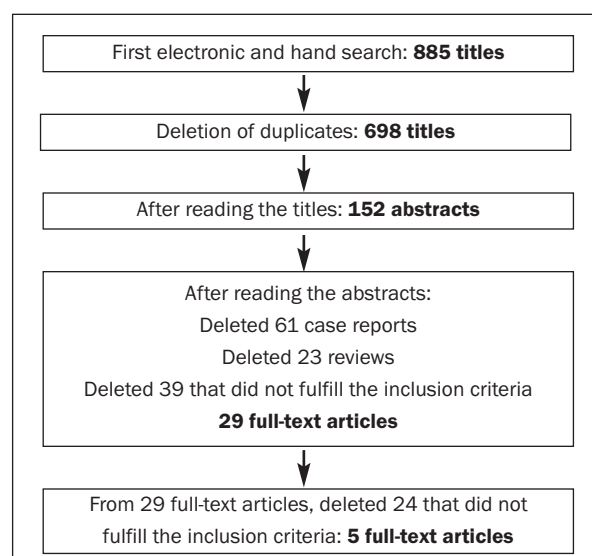 First electronic and hand search: 885 titles
Deletion of duplicates: 698 titles
After reading the titles: 152 abstracts
After reading the abstracts:
Deleted 61 case reports
Deleted 23 reviews
Deleted 39 that did not fulfill the inclusion criteria
29 full-text articles
From 29 full-text articles, deleted 24 that did not
fulfill the inclusion criteria: 5 full-text articles